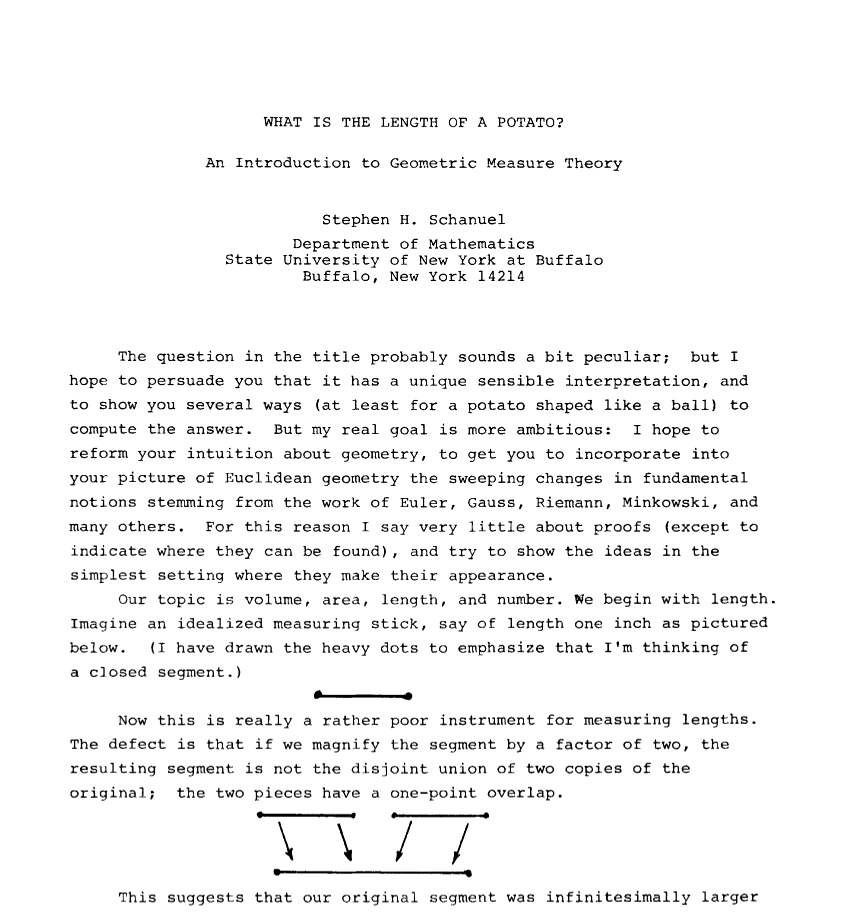 WHAT IS THE LENGTH OF A POTATO?
An Introduction to Geometric Measure Theory
Stephen H. Schanuel
Department of Mathematics
State University of New York at Buffalo
Buffalo, New York 14214
The question in the title probably sounds a bit peculiar; but I
hope to persuade you that it has a unique sensible interpretation, and
to show you several ways (at least for a potato shaped like a ball) to
compute the answer. But my real goal is more ambitious: I hope to
reform your intuition about geometry, to get you to incorporate into
your picture of Euclidean geometry the sweeping changes in fundamental
notions stemming from the work of Euler, Gauss, Riemann, Minkowski, and
many others. For this reason I say very little about proofs (except to
indicate where they can be found), and try to show the ideas in the
simplest setting where they make their appearance.
Our topic is volume, area, length, and number. We begin with length.
Imagine an idealized measuring stick, say of length one inch as pictured
below. (I have drawn the heavy dots to emphasize that I'm thinking of
a closed segment.)
Now this is really a rather poor instrument for measuring lengths.
The defect is that if we magnify the segment by a factor of two, the
resulting segment is not the disjoint union of two copies of the
original; the two pieces have a one-point overlap.
This suggests that our original segment was infinitesimally larger